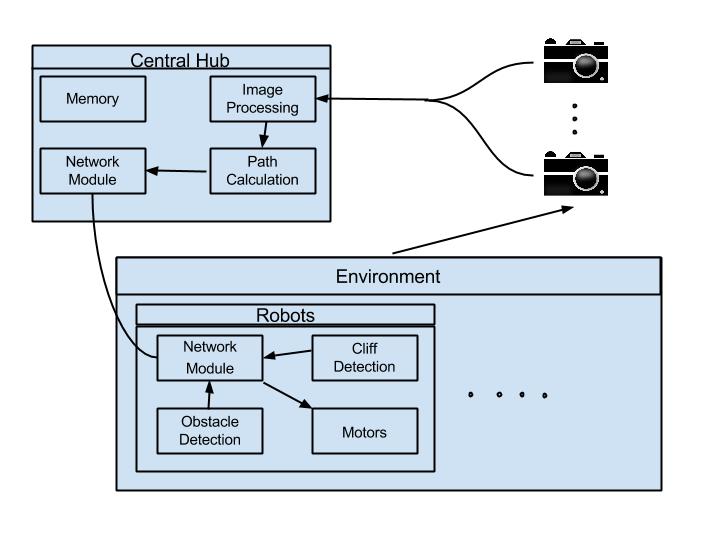 Central Hub
Memory
Image
Processing
Network
Module
Path
Calculation
Environment
Robots
Network
Module
Cliff
Detection
Obstacle
Detection
Motors